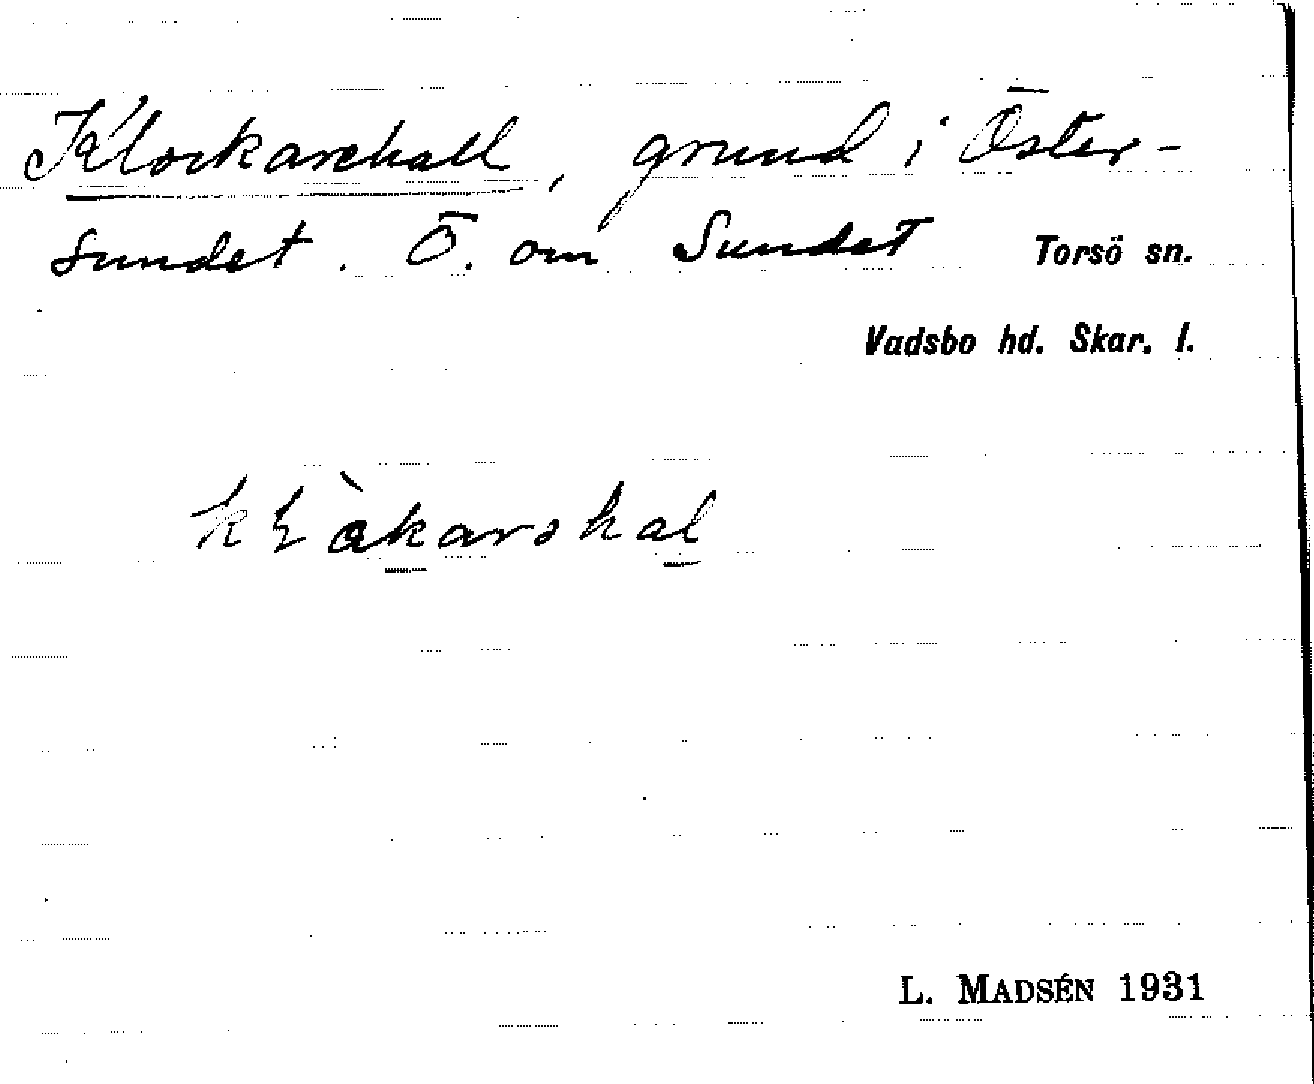 Klockarehall, grund i Öster-
sundet. Ö. om Sundet Torsö sn.
Vadsbo hd. Skar. l.
L. MADSÉN 1931